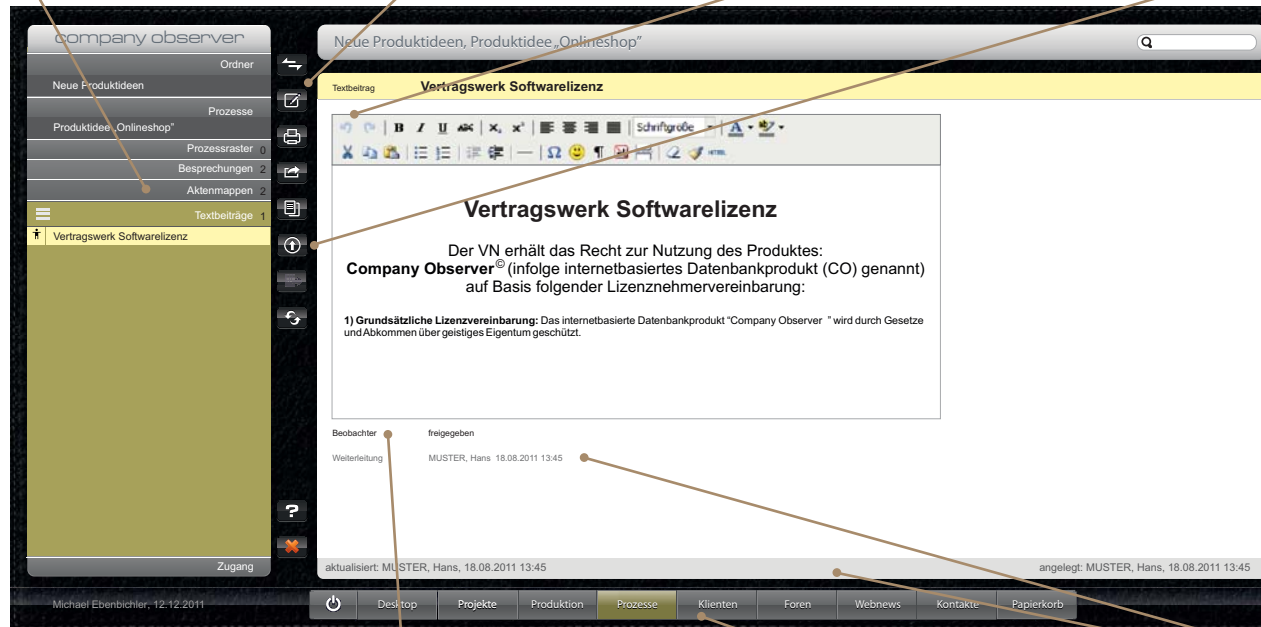 company observer
Ordner
Neue Produktideen
Prozesse
Produktidee „Onlineshop"
Prozessraster 0
Besprechungen 2
Aktenmappen 2
Textbeiträge 1
Vertragswerk Softwarelizenz
Zugang
Michael Ebenbichler, 12.12.2011
?
Neue Produktideen, Produktidee „Onlineshop"
Textbeitrag Vertragswerk Softwarelizenz
B I U ABC X, x² Schriftgröße A ab
Ω ¶ HTML
Vertragswerk Softwarelizenz
Der VN erhält das Recht zur Nutzung des Produktes:
Company Observer© (infolge internetbasiertes Datenbankprodukt (CO) genannt)
auf Basis folgender Lizenznehmervereinbarung:
1) Grundsätzliche Lizenzvereinbarung: Das internetbasierte Datenbankprodukt "Company Observer " wird durch Gesetze
und Abkommen über geistiges Eigentum geschützt.
Beobachter freigegeben
Weiterleitung MUSTER, Hans 18.08.2011 13:45
aktualisiert: MUSTER, Hans, 18.08.2011 13:45 angelegt: MUSTER, Hans, 18.08.2011 13:45
Desktop Projekte Produktion Prozesse Klienten Foren Webnews Kontakte Papierkorb